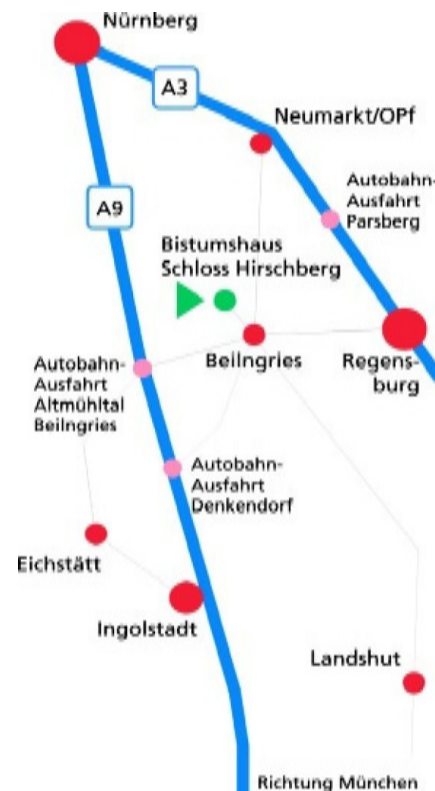 Nürnberg
A3
Neumarkt/OPf
Autobahn-
Ausfahrt
Parsberg
A9
Bistumshaus
Schloss Hirschberg
Beilngries
Regens-
burg
Autobahn-
Ausfahrt
Altmühltal
Beilngries
Autobahn-
Ausfahrt
Denkendorf
Eichstätt
Ingolstadt
Landshut
Richtung München